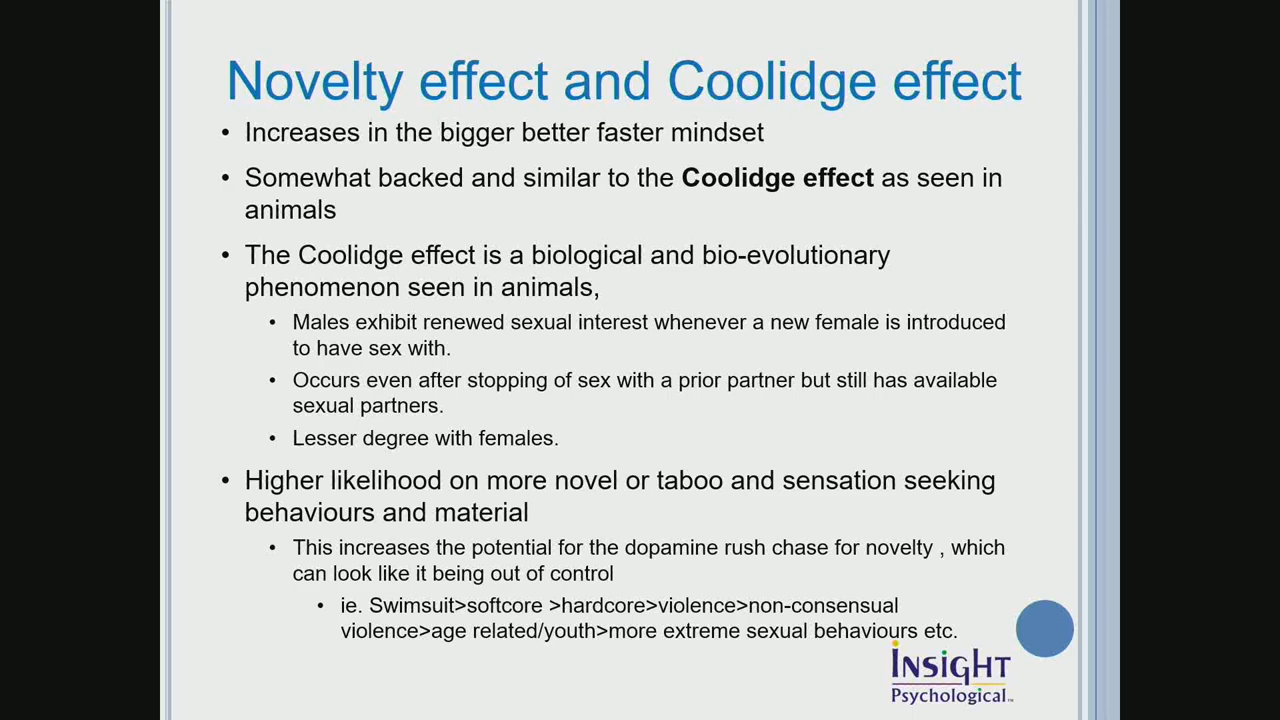 Novelty effect and Coolidge effect
• Increases in the bigger better faster mindset
• Somewhat backed and similar to the Coolidge effect as seen in
animals
• The Coolidge effect is a biological and bio-evolutionary
phenomenon seen in animals,
• Males exhibit renewed sexual interest whenever a new female is introduced
to have sex with.
• Occurs even after stopping of sex with a prior partner but still has available
sexual partners.
• Lesser degree with females.
• Higher likelihood on more novel or taboo and sensation seeking
behaviours and material
• This increases the potential for the dopamine rush chase for novelty , which
can look like it being out of control
• ie. Swimsuit>softcore >hardcore>violence>non-consensual
violence>age related/youth>more extreme sexual behaviours etc.
Insight
Psychological™